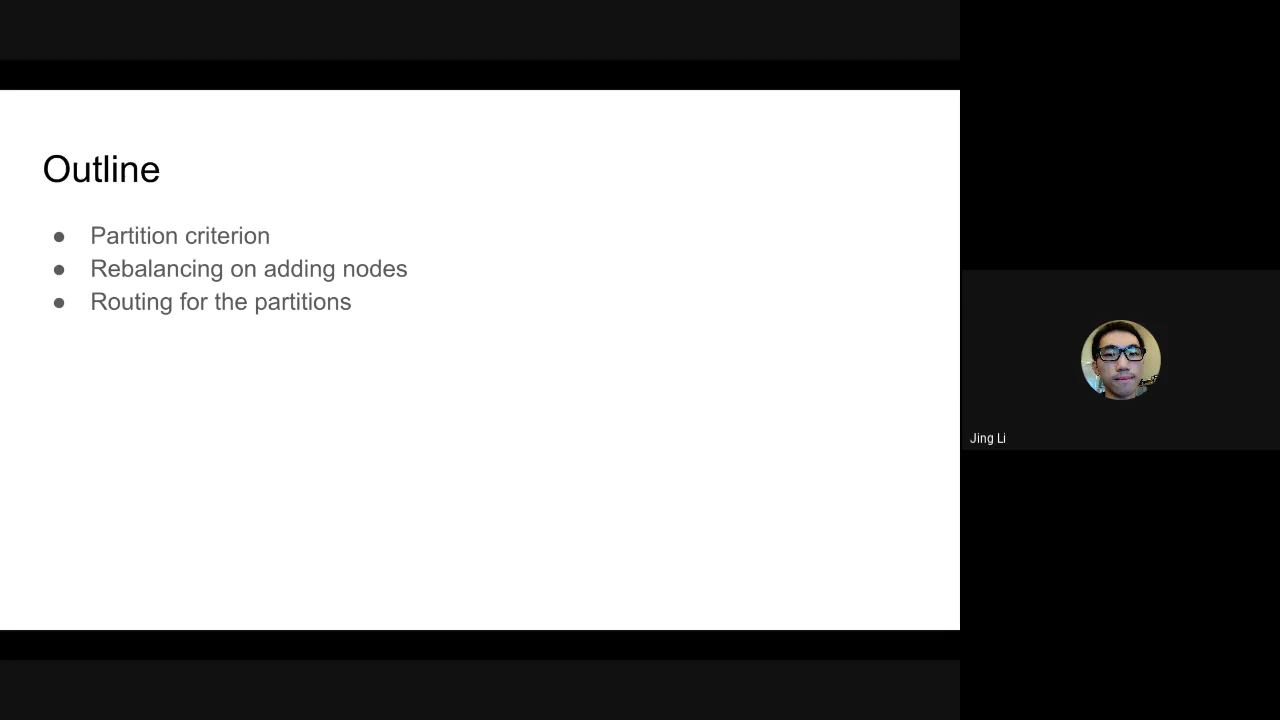 Outline
● Partition criterion
● Rebalancing on adding nodes
● Routing for the partitions
Jing Li